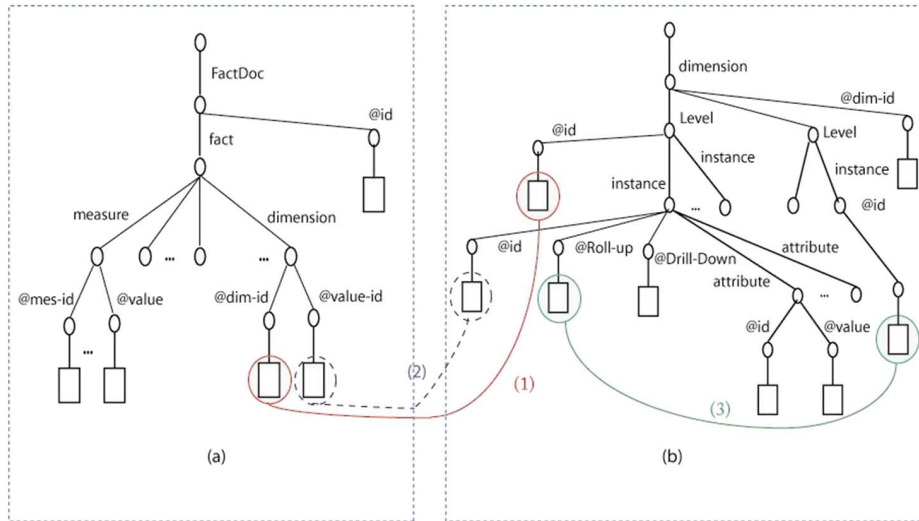 FactDoc
@id
fact
measure
dimension
...
...
@mes-id
@value
@dim-id
@value-id
...
(a)
dimension
@dim-id
Level
Level
@id
instance
instance
instance
...
@id
@id
@Roll-up
@Drill-Down
attribute
attribute
...
@id
@value
(2)
(1)
(3)
(b)